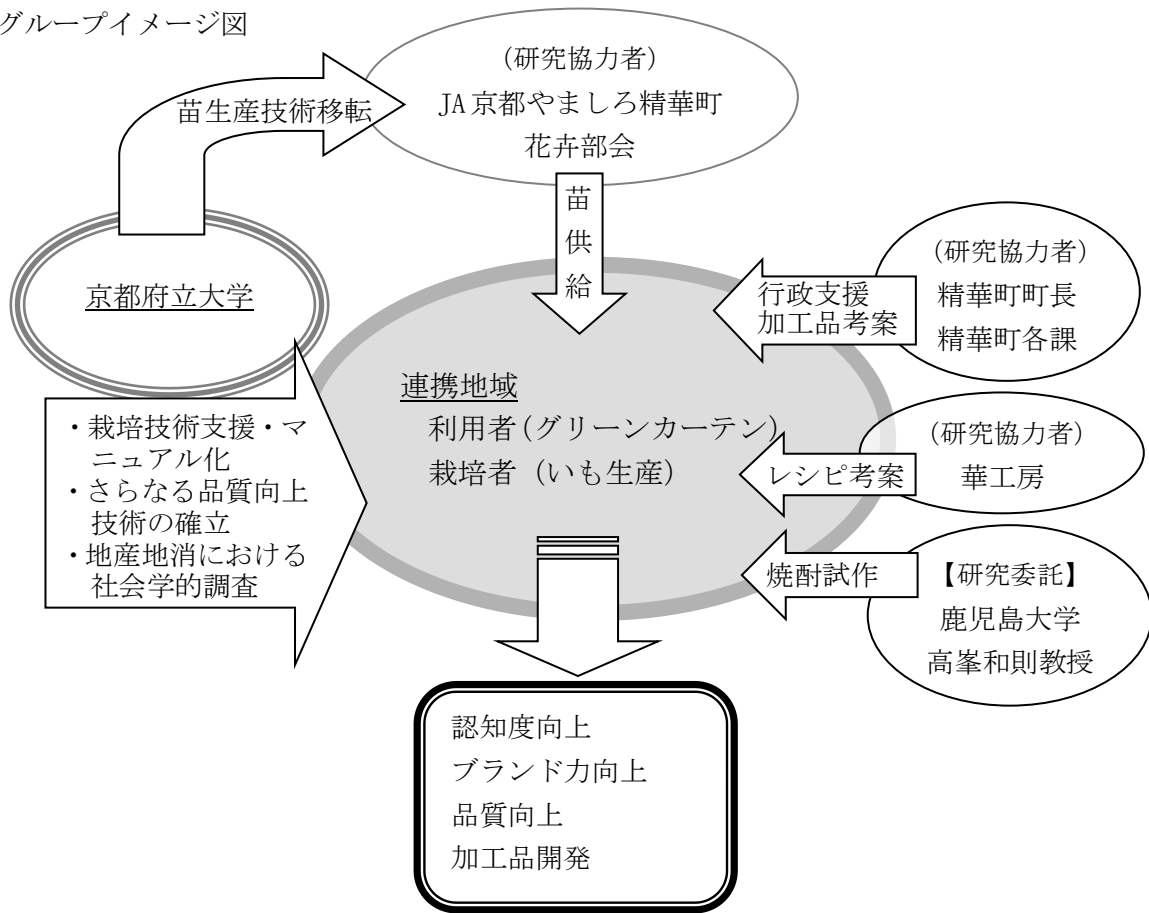 グループイメージ図
(研究協力者)
JA京都やましろ精華町
花卉部会
苗生産技術移転
苗供給
京都府立大学
(研究協力者)
精華町町長
精華町各課
行政支援
加工品考案
連携地域
利用者(グリーンカーテン)
栽培者(いも生産)
・栽培技術支援・マ
ニュアル化
・さらなる品質向上
技術の確立
・地産地消における
社会学的調査
(研究協力者)
華工房
レシピ考案
焼酎試作
【研究委託】
鹿児島大学
高峯和則教授
認知度向上
ブランド力向上
品質向上
加工品開発